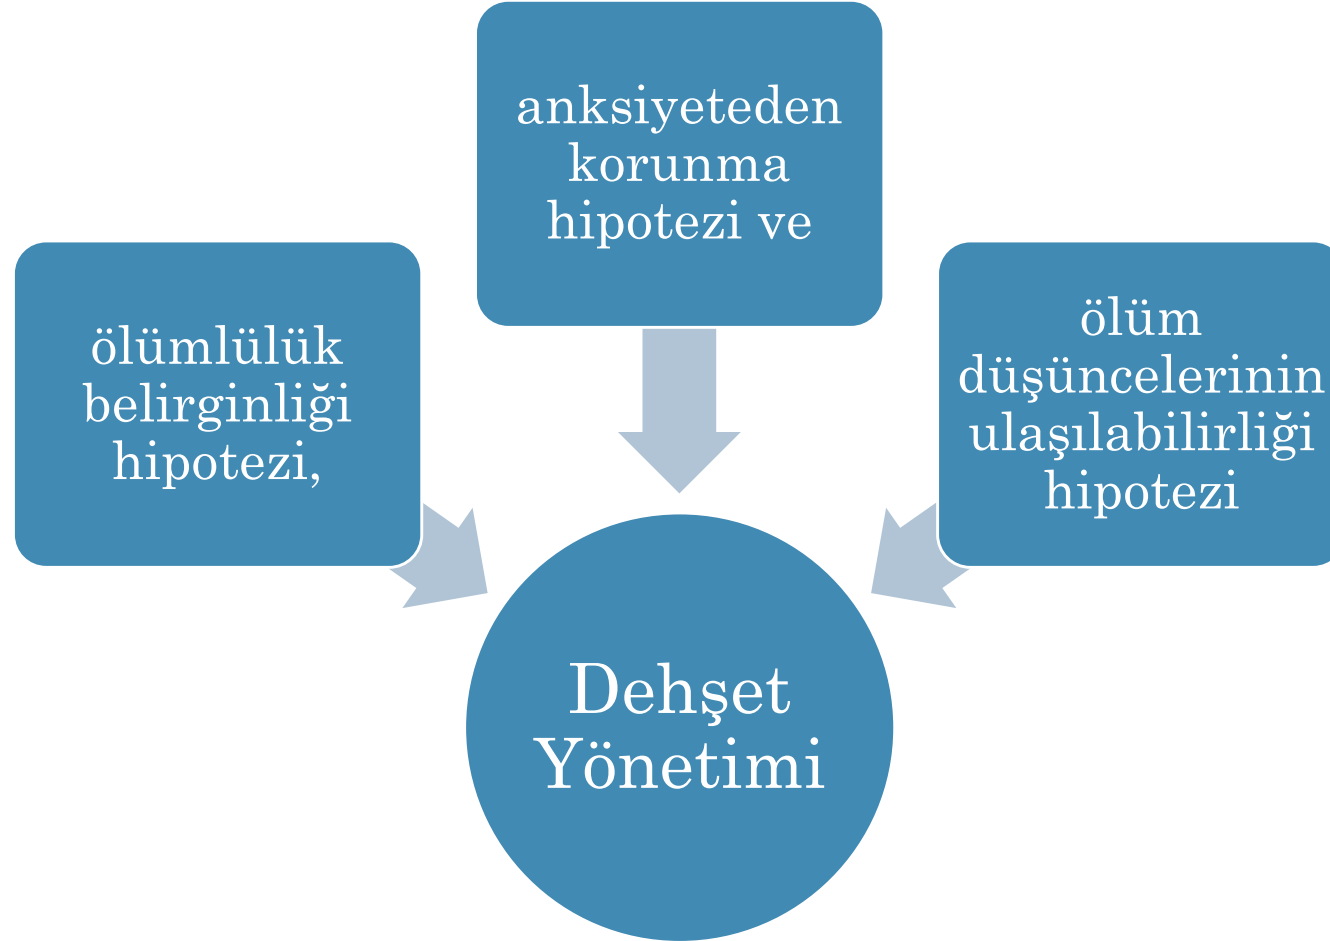 ölümlülük
belirginliği
hipotezi,
anksiyeteden
korunma
hipotezi ve
ölüm
düşüncelerinin
ulaşılabilirliği
hipotezi
Dehşet
Yönetimi